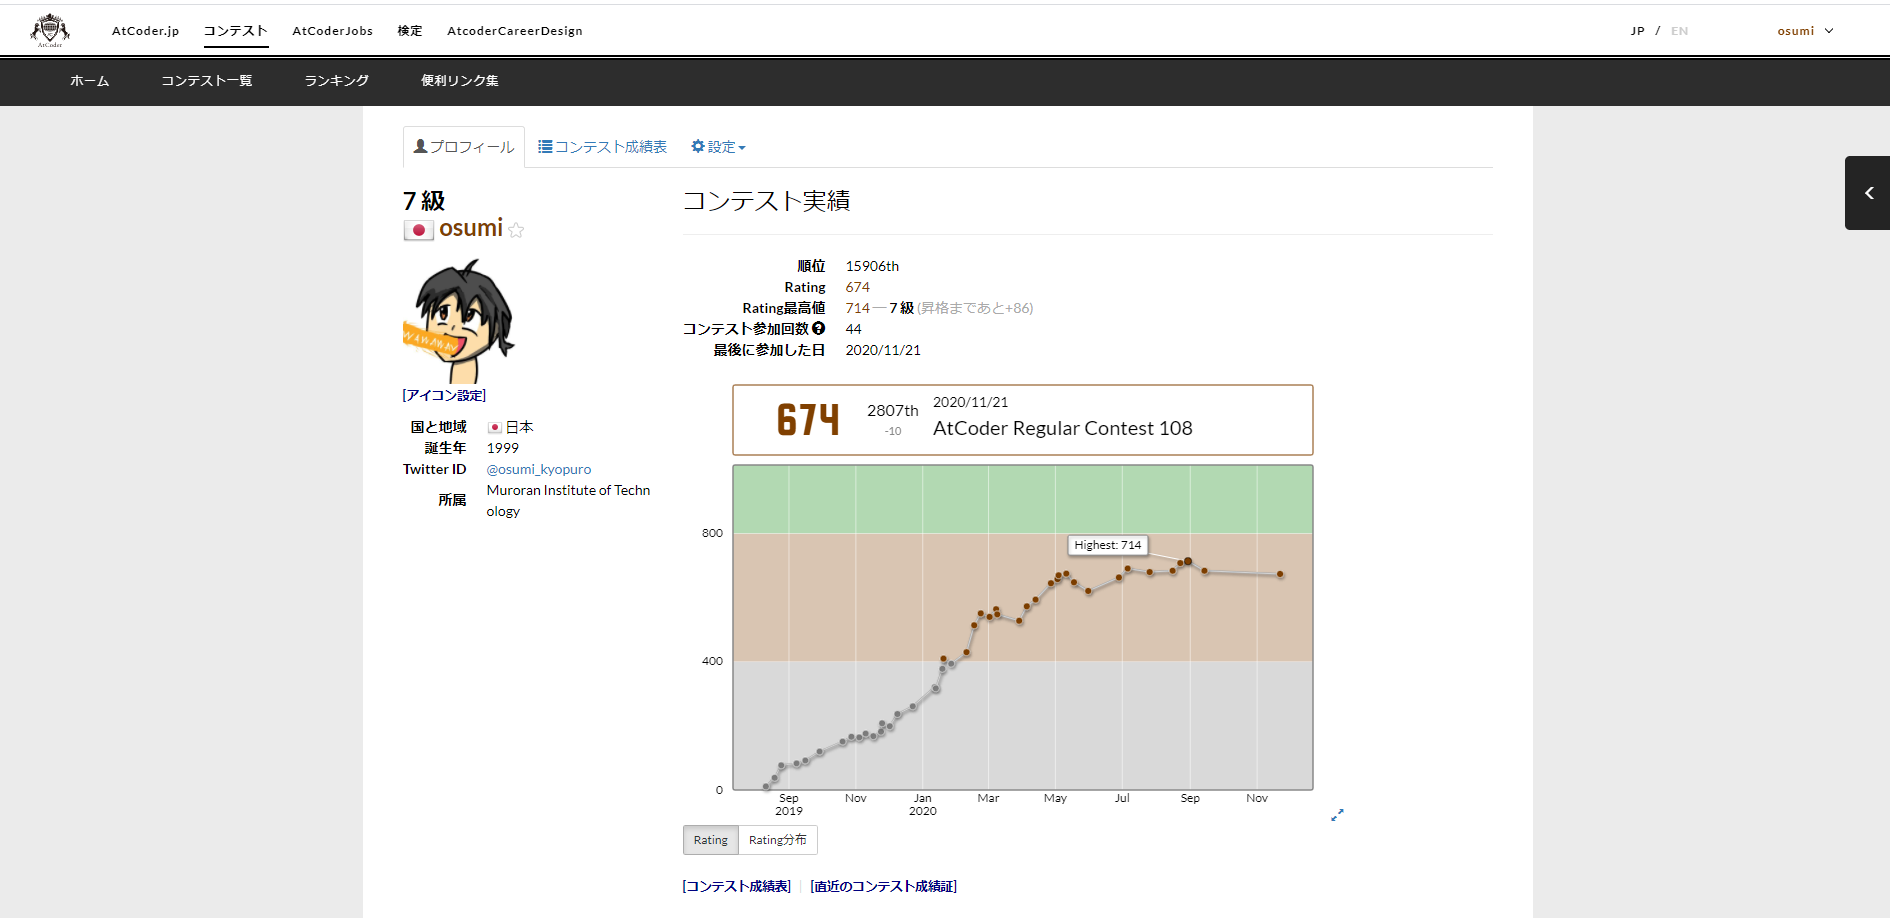 AtCoder
AtCoder.jp コンテスト AtCoderJobs 検定 AtcoderCareerDesign JP / EN osumi
ホーム コンテスト一覧 ランキング 便利リンク集
プロフィール コンテスト成績表 設定
7 級
osumi
WAWAWAWA
[アイコン設定]
国と地域 日本
誕生年 1999
Twitter ID @osumi_kyopuro
所属 Muroran Institute of Techn
ology
コンテスト実績
順位 15906th
Rating 674
Rating最高値 714 ― 7 級 (昇格まであと+86)
コンテスト参加回数 ? 44
最後に参加した日 2020/11/21
674 2807th -10
2020/11/21
AtCoder Regular Contest 108
800
400
0
Highest: 714
Sep Nov Jan Mar May Jul Sep Nov
2019 2020
Rating Rating分布
[コンテスト成績表] | [直近のコンテスト成績証]